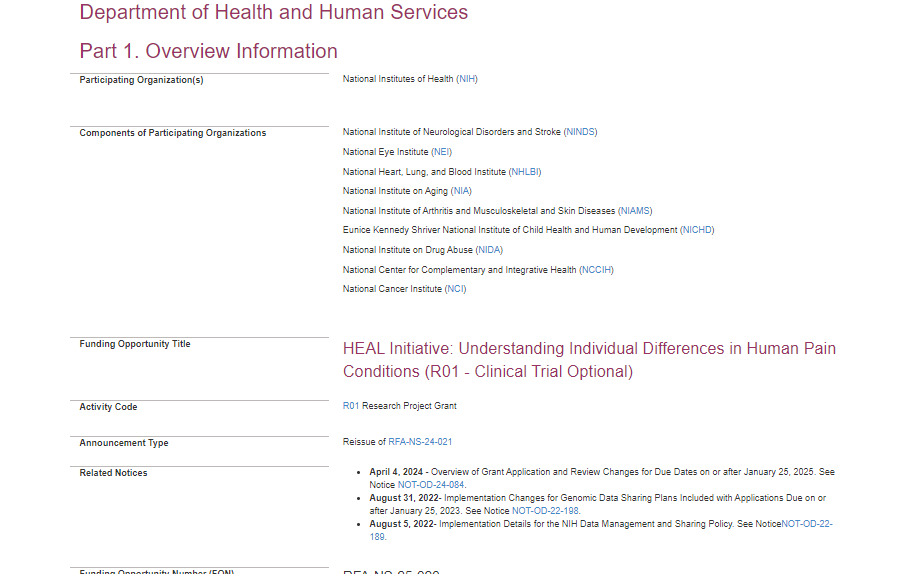 Department of Health and Human Services
Part 1. Overview Information
Participating Organization(s)
National Institutes of Health (NIH)
Components of Participating Organizations
National Institute of Neurological Disorders and Stroke (NINDS)
National Eye Institute (NEI)
National Heart, Lung, and Blood Institute (NHLBI)
National Institute on Aging (NIA)
National Institute of Arthritis and Musculoskeletal and Skin Diseases (NIAMS)
Eunice Kennedy Shriver National Institute of Child Health and Human Development (NICHD)
National Institute on Drug Abuse (NIDA)
National Center for Complementary and Integrative Health (NCCIH)
National Cancer Institute (NCI)
Funding Opportunity Title
HEAL Initiative: Understanding Individual Differences in Human Pain
Conditions (R01 - Clinical Trial Optional)
Activity Code
R01 Research Project Grant
Announcement Type
Reissue of RFA-NS-24-021
Related Notices
• April 4, 2024 - Overview of Grant Application and Review Changes for Due Dates on or after January 25, 2025. See
Notice NOT-OD-24-084.
• August 31, 2022- Implementation Changes for Genomic Data Sharing Plans Included with Applications Due on or
after January 25, 2023. See Notice NOT-OD-22-198.
• August 5, 2022- Implementation Details for the NIH Data Management and Sharing Policy. See NoticeNOT-OD-22-
189.
Funding Opportunity Number (FON)